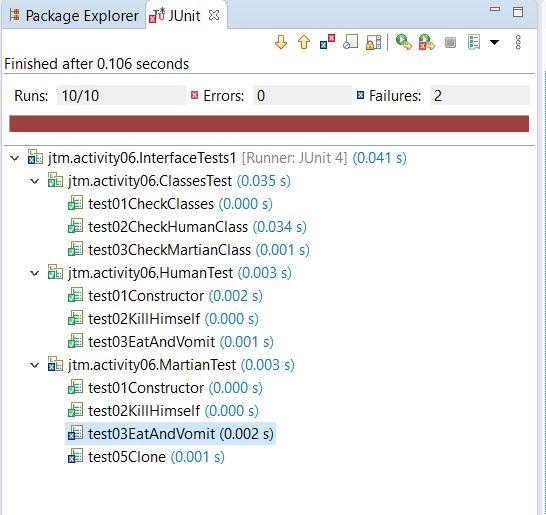 Package Explorer JUnit
Finished after 0.106 seconds
Runs: 10/10 Errors: 0 Failures: 2
jtm.activity06.InterfaceTests1 [Runner: JUnit 4] (0.041 s)
jtm.activity06.ClassesTest (0.035 s)
test01CheckClasses (0.000 s)
test02CheckHumanClass (0.034 s)
test03CheckMartianClass (0.001 s)
jtm.activity06.HumanTest (0.003 s)
test01Constructor (0.002 s)
test02KillHimself (0.000 s)
test03EatAndVomit (0.001 s)
jtm.activity06.MartianTest (0.003 s)
test01Constructor (0.000 s)
test02KillHimself (0.000 s)
test03EatAndVomit (0.002 s)
test05Clone (0.001 s)